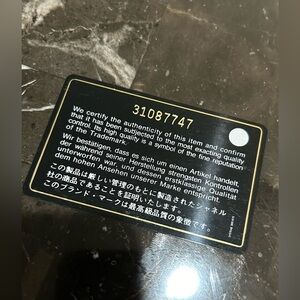 31087747
We certify the authenticity of this item and confirm
that it has been subjected to the most exacting quality
control. Its high quality is a symbol of the fine reputation
of the Trademark.
Wir bestätigen, dass es sich um einen Artikel handelt,
der während seiner Herstellung strengsten Kontrollen
unterworfen war, und dessen erstklassige Qualität
dem hohen Ansehen unserer Marke entspricht.
この製品は厳しい管理のもとに製造されたシャネル
社の商品であることを証明いたします。
このブランド・マークは最高級品質の象徴です。